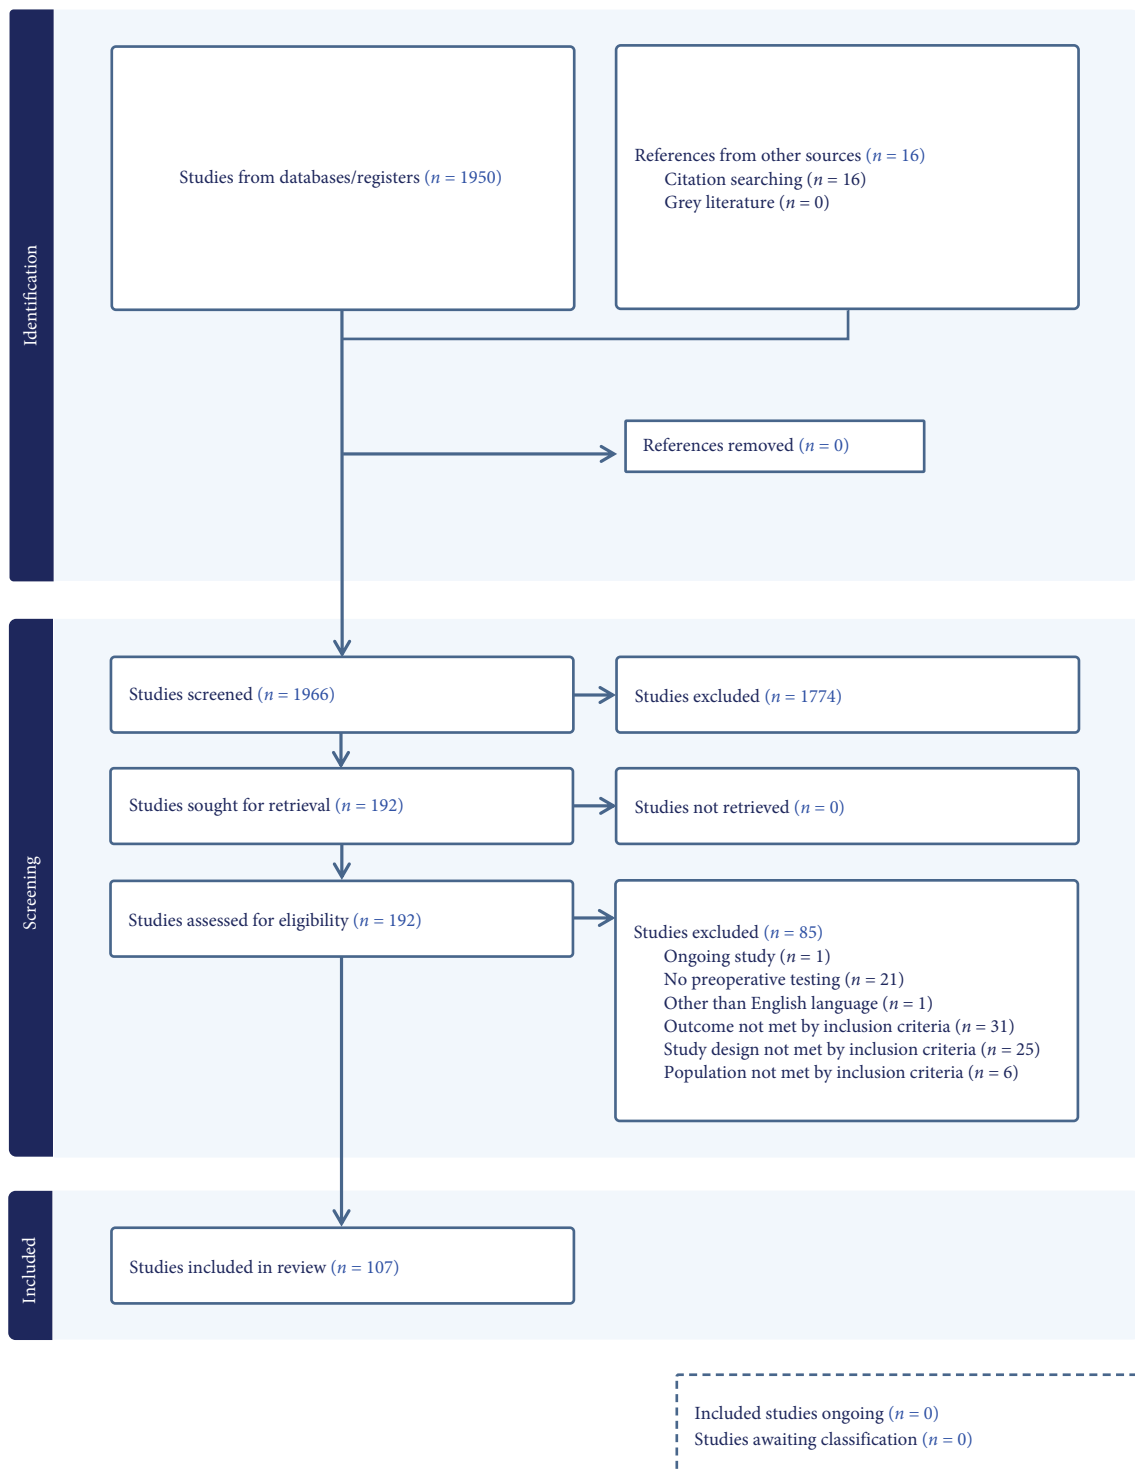 Identification
Studies from databases/registers (n = 1950)
References from other sources (n = 16)
Citation searching (n = 16)
Grey literature (n = 0)
References removed (n = 0)
Screening
Studies screened (n = 1966)
Studies excluded (n = 1774)
Studies sought for retrieval (n = 192)
Studies not retrieved (n = 0)
Studies assessed for eligibility (n = 192)
Studies excluded (n = 85)
Ongoing study (n = 1)
No preoperative testing (n = 21)
Other than English language (n = 1)
Outcome not met by inclusion criteria (n = 31)
Study design not met by inclusion criteria (n = 25)
Population not met by inclusion criteria (n = 6)
Included
Studies included in review (n = 107)
Included studies ongoing (n = 0)
Studies awaiting classification (n = 0)